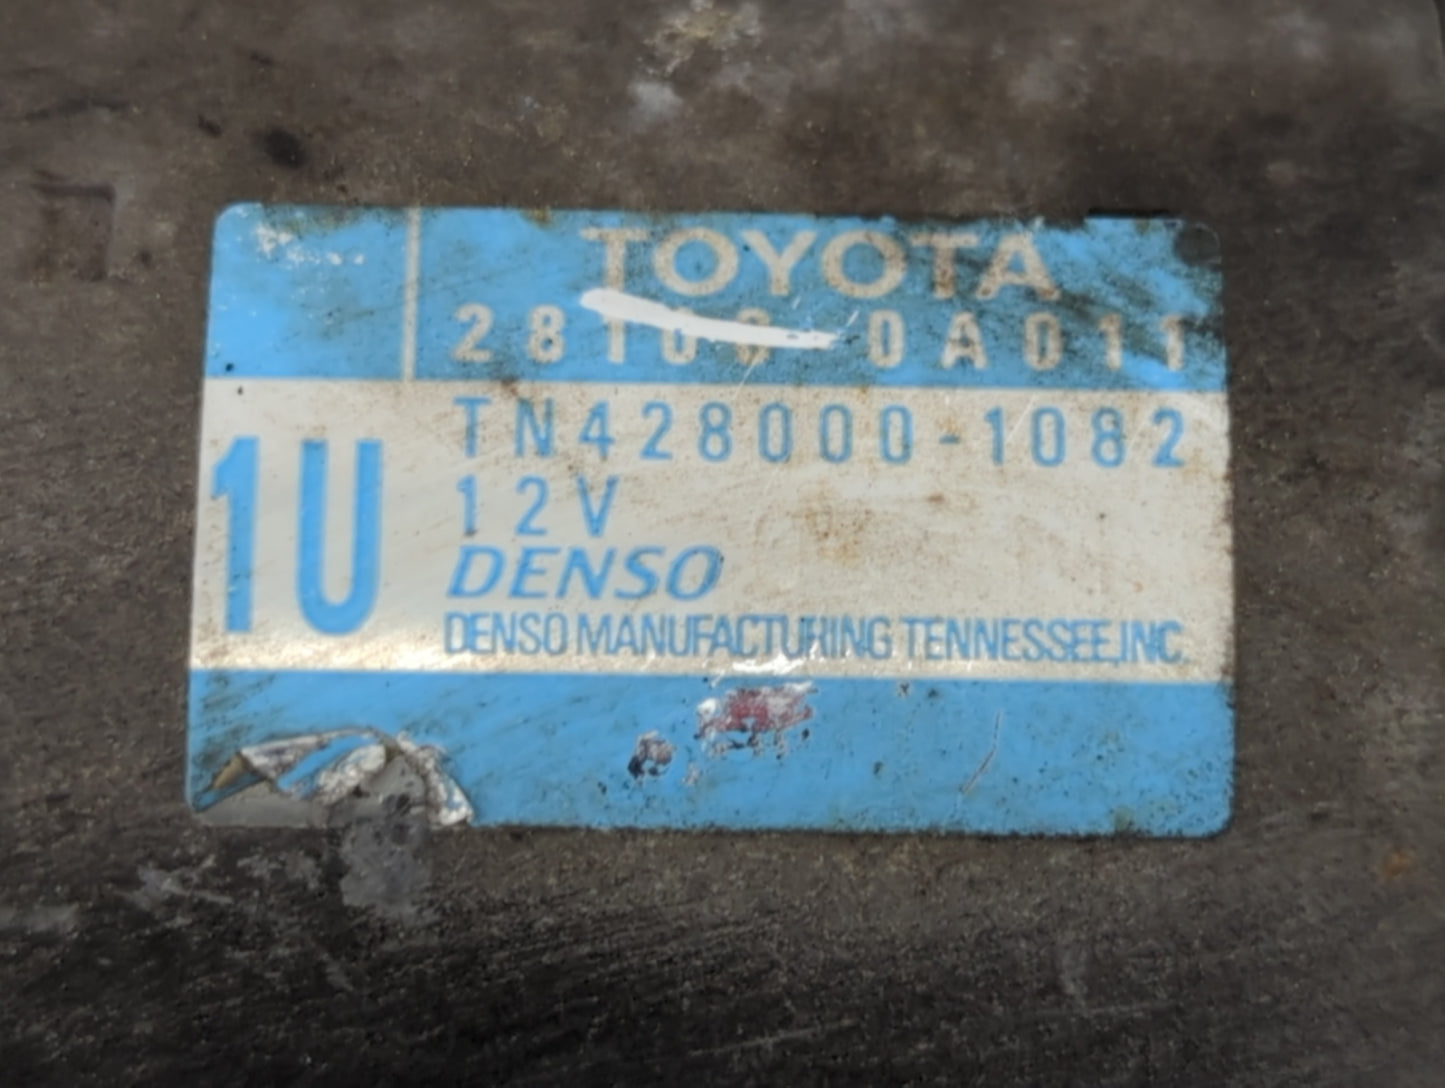 TOYOTA
28100-0A011
TN428000-1082
1U
12V
DENSO
DENSO MANUFACTURING TENNESSEE,INC.